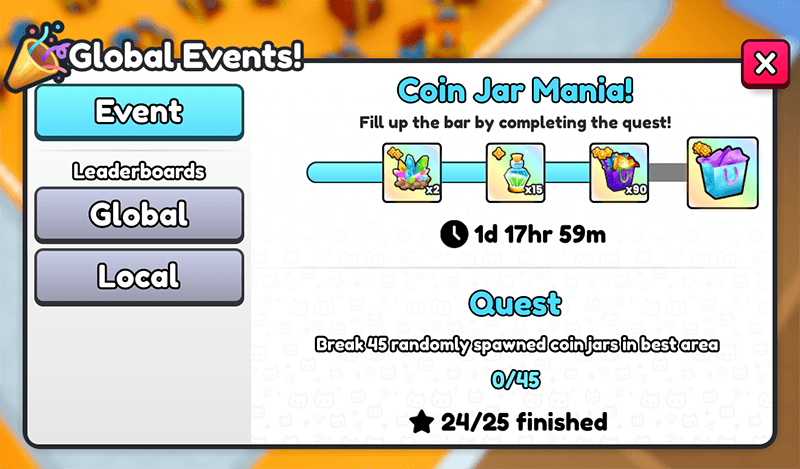 Global Events!
X
Event
Leaderboards
Global
Local
Coin Jar Mania!
Fill up the bar by completing the quest!
x2
x15
x90
1d 17hr 59m
Quest
Break 45 randomly spawned coin jars in best area
0/45
24/25 finished